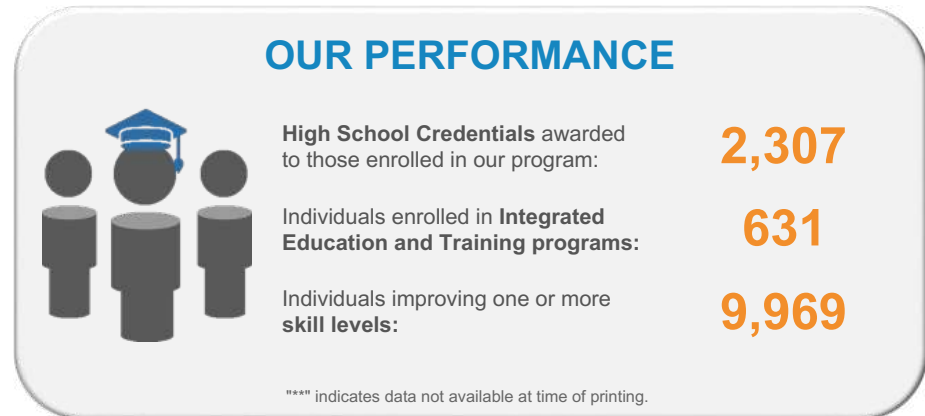 OUR PERFORMANCE
High School Credentials awarded
to those enrolled in our program:
2,307
Individuals enrolled in Integrated
Education and Training programs:
631
Individuals improving one or more
skill levels:
9,969
"**" indicates data not available at time of printing.